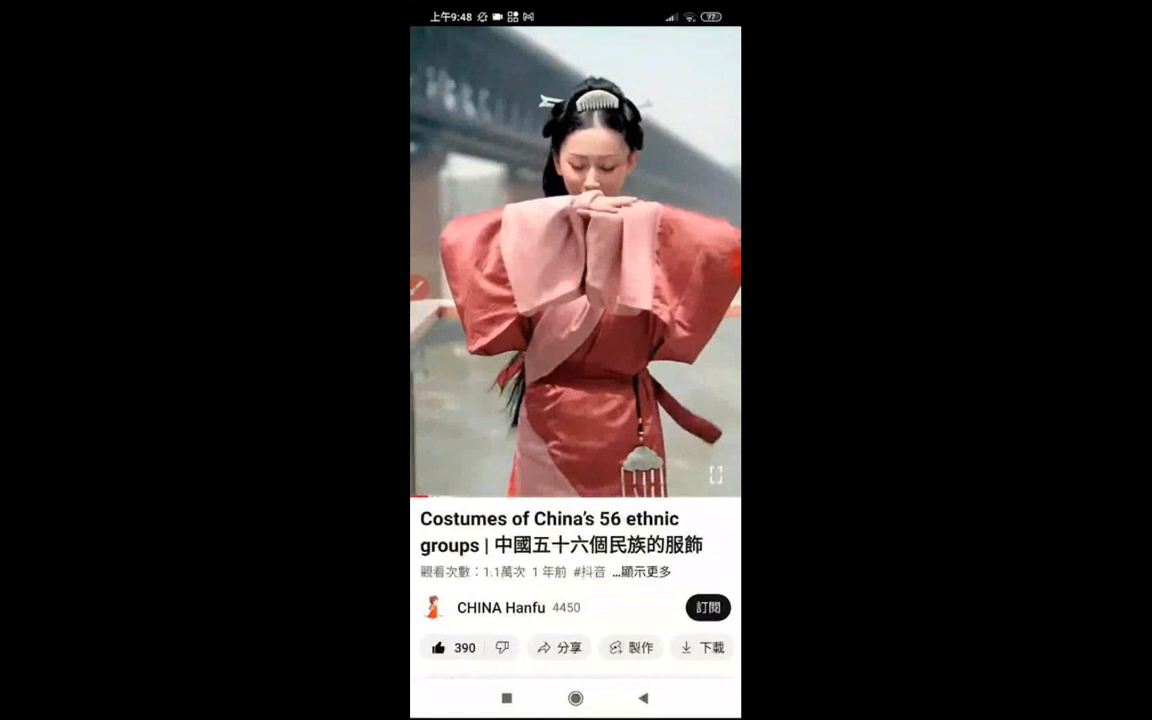 上午9:48
77
Costumes of China's 56 ethnic
groups | 中國五十六個民族的服飾
觀看次數：1.1萬次 1 年前 #抖音 ...顯示更多
CHINA Hanfu 4450
訂閱
390 分享 製作 下載